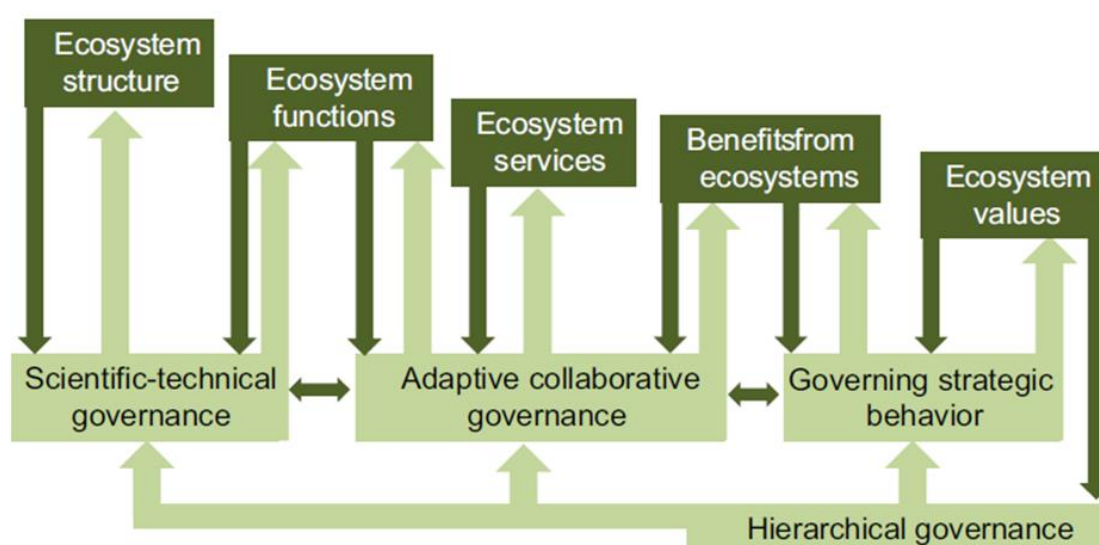 Ecosystem
structure
Ecosystem
functions
Ecosystem
services
Benefitsfrom
ecosystems
Ecosystem
values
Scientific-technical
governance
Adaptive collaborative
governance
Governing strategic
behavior
Hierarchical governance